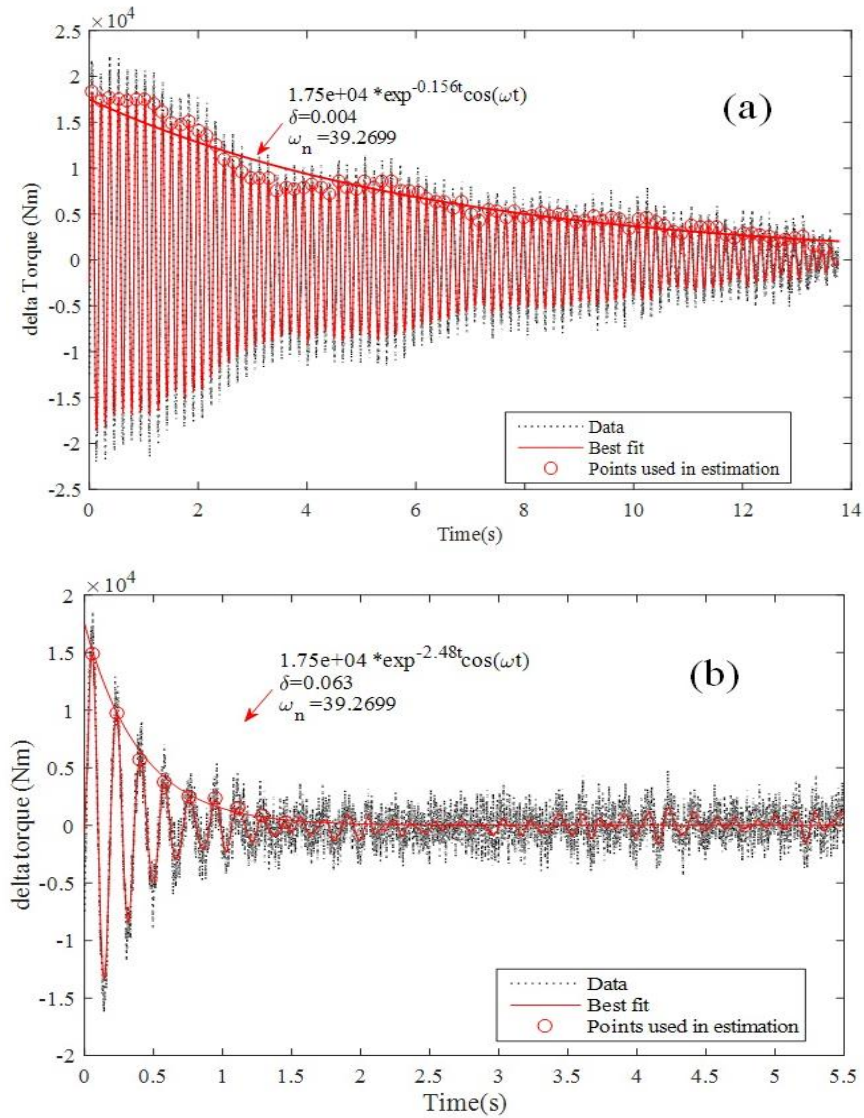 ×10⁴
2.5
2
1.5
1
0.5
0
-0.5
-1
-1.5
-2
-2.5
delta Torque (Nm)
(a)
1.75e+04 *exp-0.156tcos(ωt)
δ=0.004
ωn =39.2699
Data
Best fit
Points used in estimation
0 2 4 6 8 10 12 14
Time(s)
×10⁴
2
1.5
1
0.5
0
-0.5
-1
-1.5
-2
delta torque (Nm)
(b)
1.75e+04 *exp-2.48tcos(ωt)
δ=0.063
ωn =39.2699
Data
Best fit
Points used in estimation
0 0.5 1 1.5 2 2.5 3 3.5 4 4.5 5 5.5
Time(s)